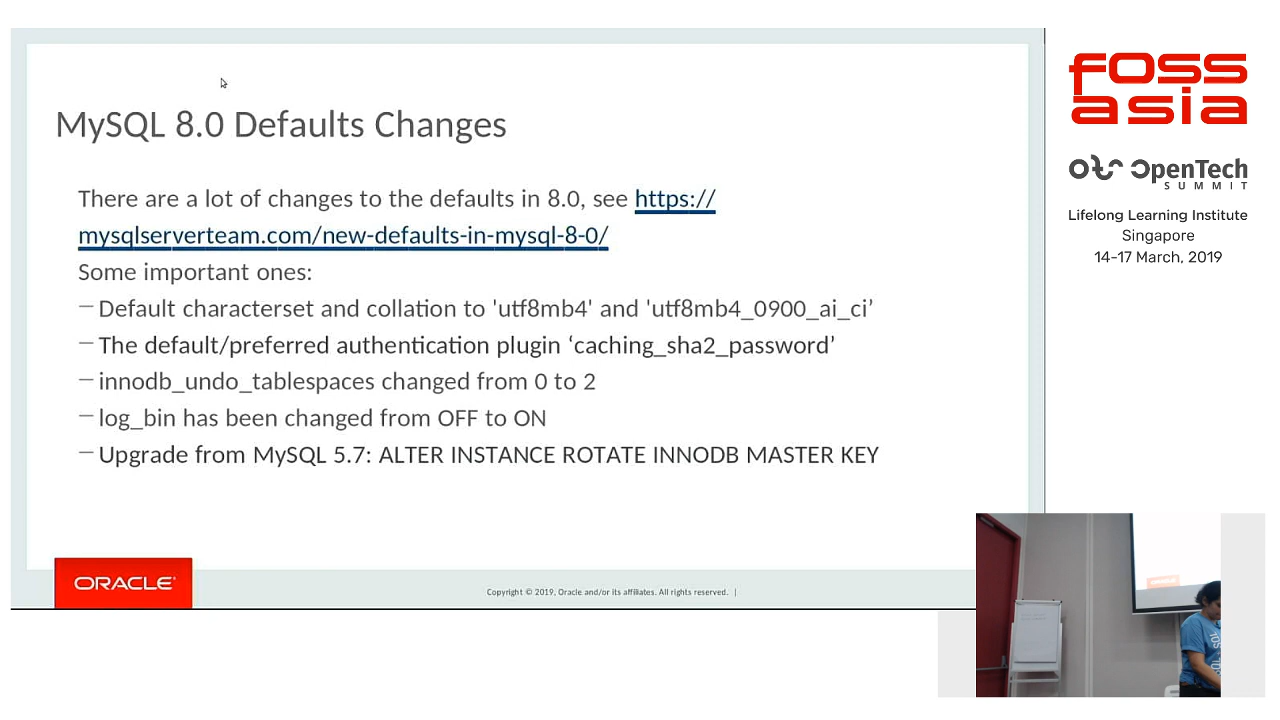 MySQL 8.0 Defaults Changes
There are a lot of changes to the defaults in 8.0, see https://
mysqlserverteam.com/new-defaults-in-mysql-8-0/
Some important ones:
– Default characterset and collation to 'utf8mb4' and 'utf8mb4_0900_ai_ci’
– The default/preferred authentication plugin ‘caching_sha2_password’
– innodb_undo_tablespaces changed from 0 to 2
– log_bin has been changed from OFF to ON
– Upgrade from MySQL 5.7: ALTER INSTANCE ROTATE INNODB MASTER KEY
ORACLE
Copyright © 2019, Oracle and/or its affiliates. All rights reserved. |
foss
asia
OpenTech
SUMMIT
Lifelong Learning Institute
Singapore
14-17 March, 2019